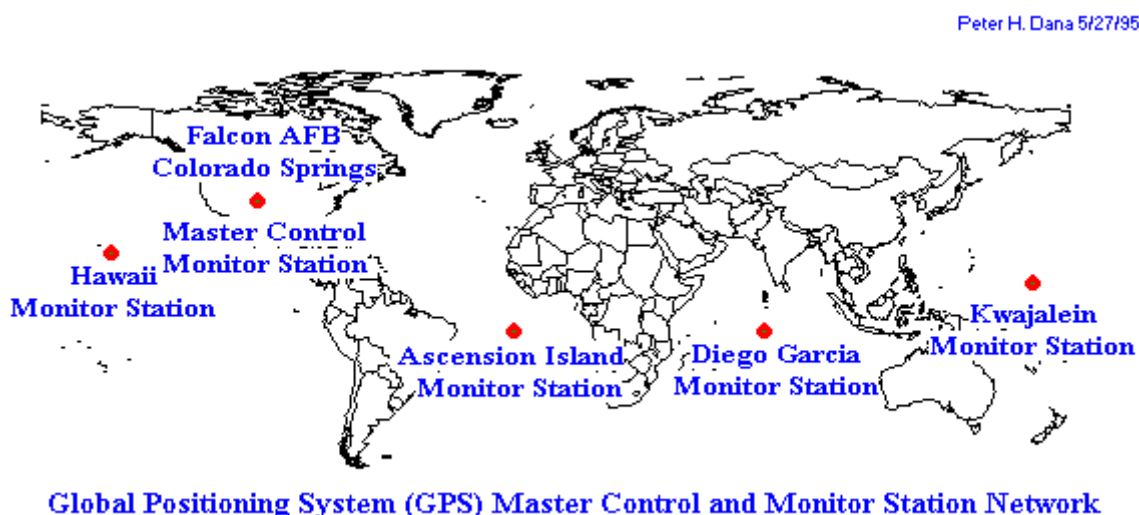 Peter H. Dana 5/27/95
Falcon AFB
Colorado Springs
Master Control
Monitor Station
Hawaii
Monitor Station
Ascension Island
Monitor Station
Diego Garcia
Monitor Station
Kwajalein
Monitor Station
Global Positioning System (GPS) Master Control and Monitor Station Network